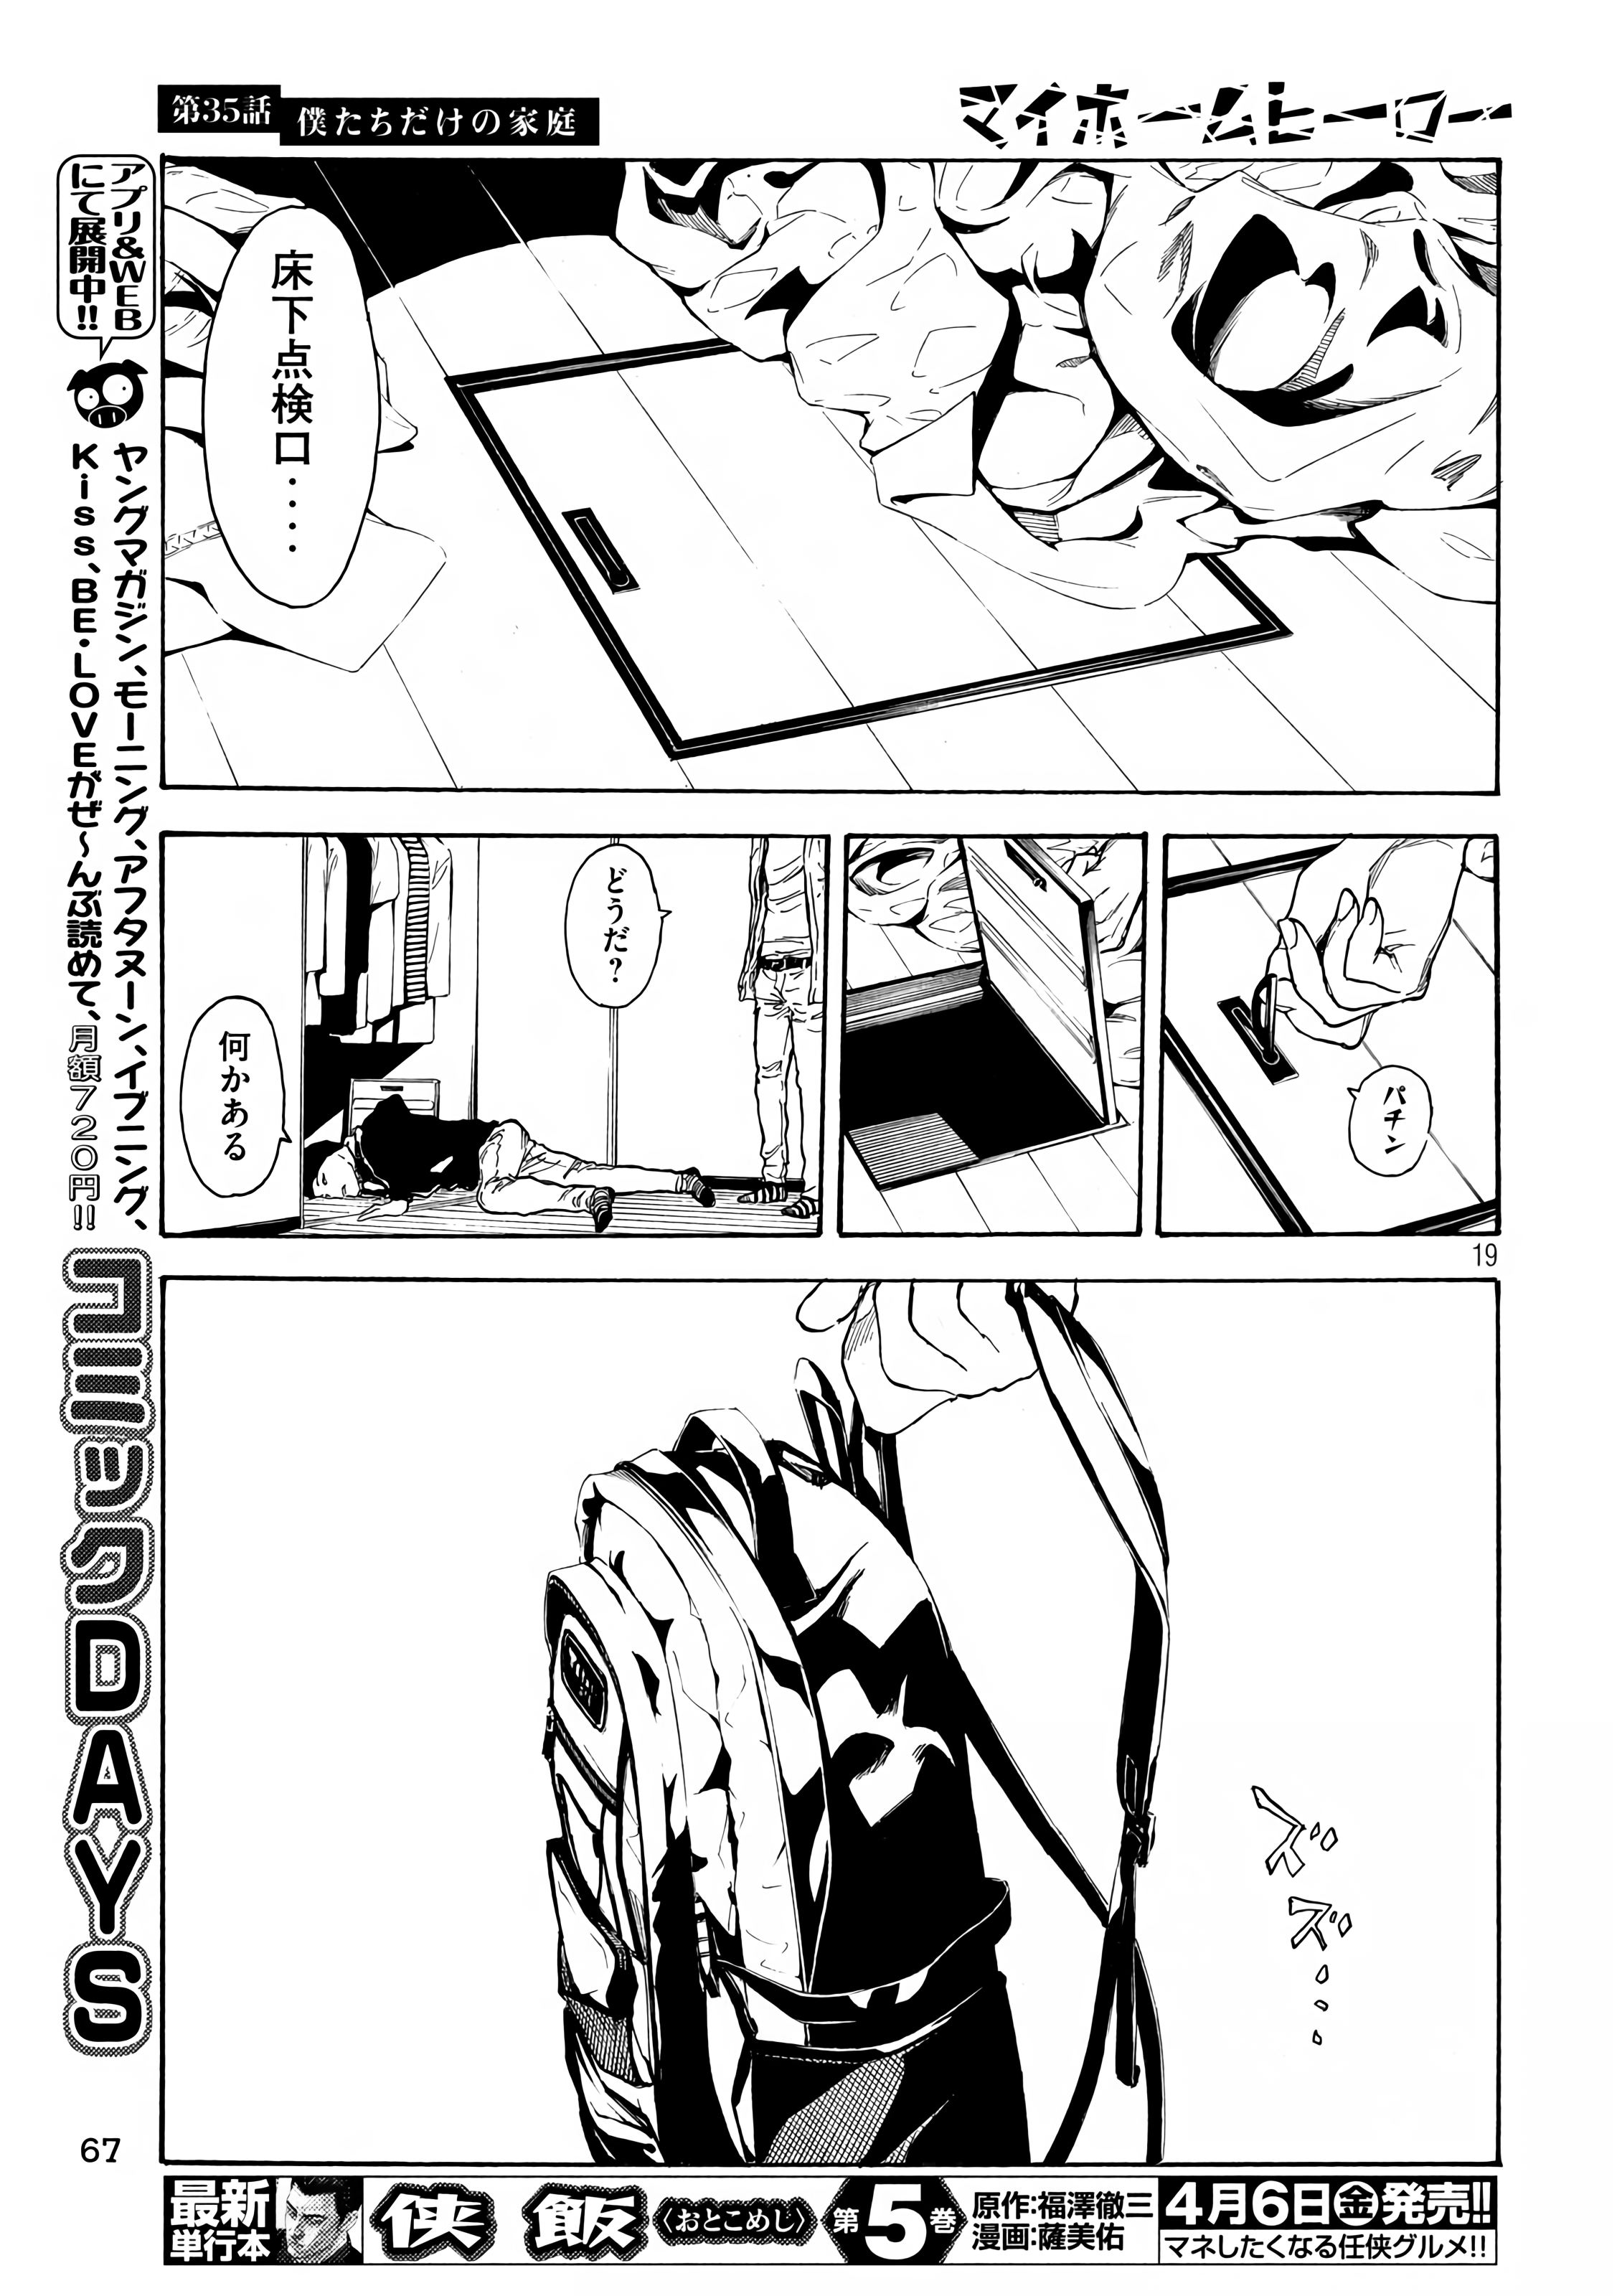 第35話
僕たちだけの家庭
マイホームヒーロー
床下点検口・・・・
パチン
どうだ?
何かある
19
ズ
ズ
アプリ&WEB
にて展開中!!
ヤングマガジン、モーニング、アフタヌーン、イブニング、
Kiss、BE・LOVEがぜ〜んぶ読めて、月額720円!!
コミックDAYS
67
最新
単行本
侠飯
〈おとこめし〉
第5巻
原作:福澤徹三
漫画:薩美佑
4月6日㊎発売!!
マネしたくなる任侠グルメ!!